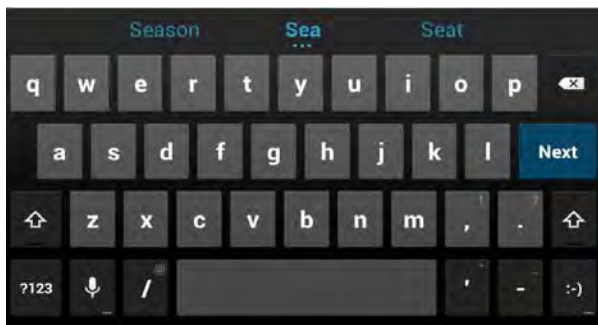 Season Sea Seat
q w e r t y u i o p
a s d f g h j k l Next
z x c v b n m , ! . ?
?123 / @ ' - _ :-)